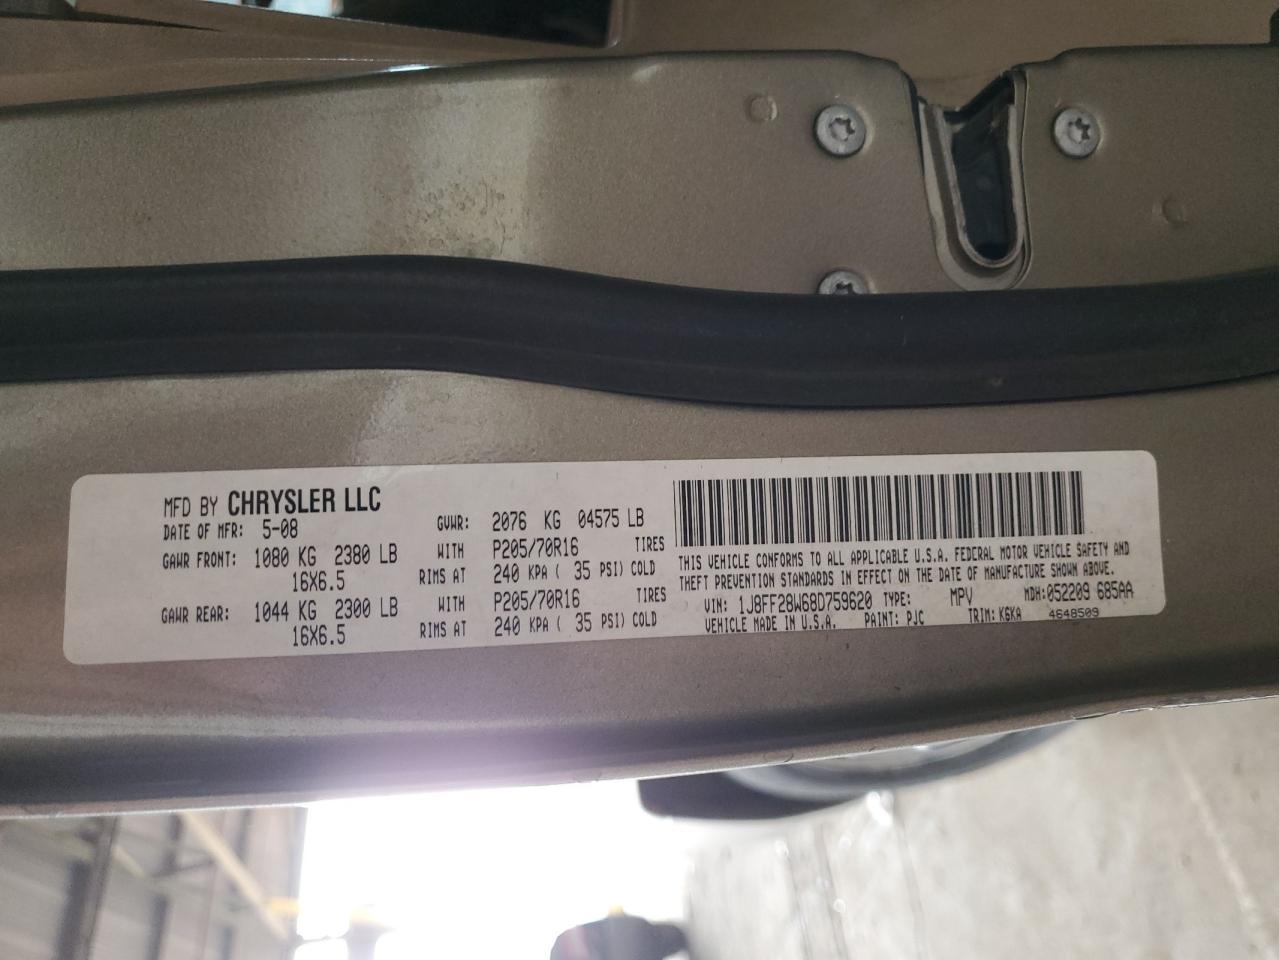 MFD BY CHRYSLER LLC
DATE OF MFR: 5-08 GVWR: 2076 KG 04575 LB
GAWR FRONT: 1080 KG 2380 LB WITH P205/70R16 TIRES
16X6.5 RIMS AT 240 KPA ( 35 PSI) COLD
GAWR REAR: 1044 KG 2300 LB WITH P205/70R16 TIRES
16X6.5 RIMS AT 240 KPA ( 35 PSI) COLD
THIS VEHICLE CONFORMS TO ALL APPLICABLE U.S.A. FEDERAL MOTOR VEHICLE SAFETY AND
THEFT PREVENTION STANDARDS IN EFFECT ON THE DATE OF MANUFACTURE SHOWN ABOVE.
VIN: 1J8FF28W68D759620 TYPE: MPV MDH:052209 685AA
VEHICLE MADE IN U.S.A. PAINT: PJC TRIM: K6KA 4648509